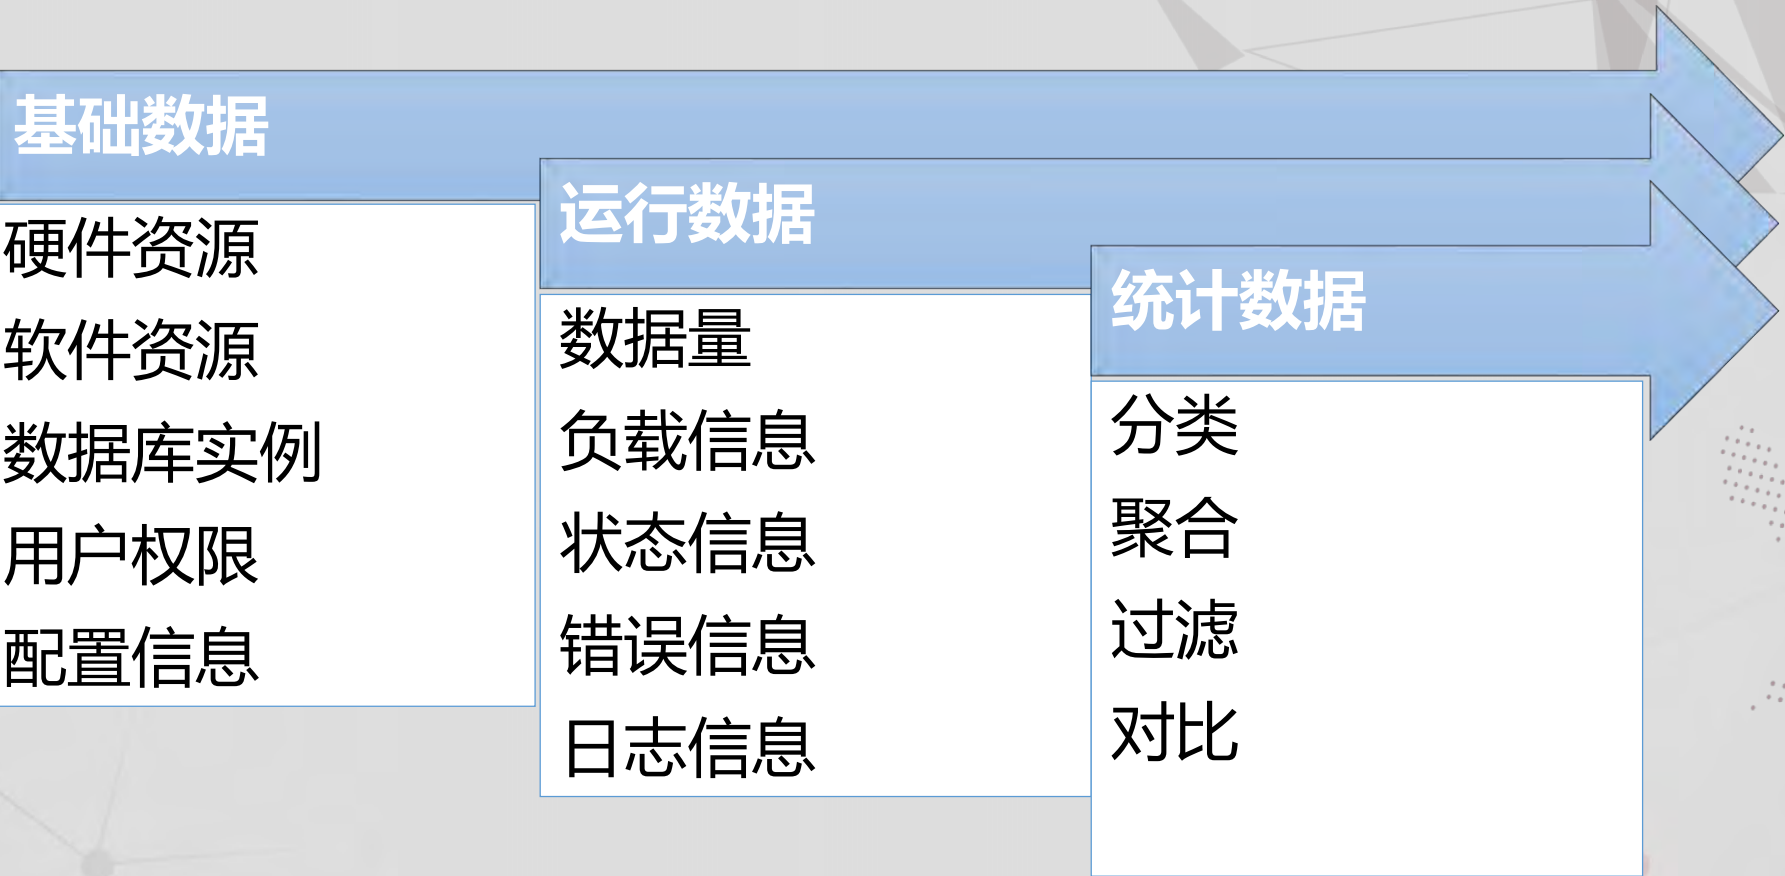 基础数据
硬件资源
软件资源
数据库实例
用户权限
配置信息
运行数据
数据量
负载信息
状态信息
错误信息
日志信息
统计数据
分类
聚合
过滤
对比